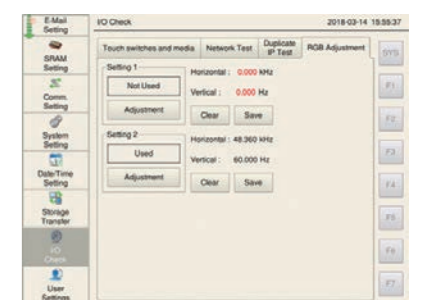 E-Mail
Setting
I/O Check
2018-03-14 15:55:37
SRAM
Setting
Comm.
Setting
System
Setting
Date/Time
Setting
Storage
Transfer
I/O
Check
User
Settings
Touch switches and media
Network Test
Duplicate
IP Test
RGB Adjustment
Setting 1
Not Used
Adjustment
Horizontal : 0.000 kHz
Vertical : 0.000 Hz
Clear
Save
Setting 2
Used
Adjustment
Horizontal : 48.360 kHz
Vertical : 60.000 Hz
Clear
Save
SYS
F1
F2
F3
F4
F5
F6
F7